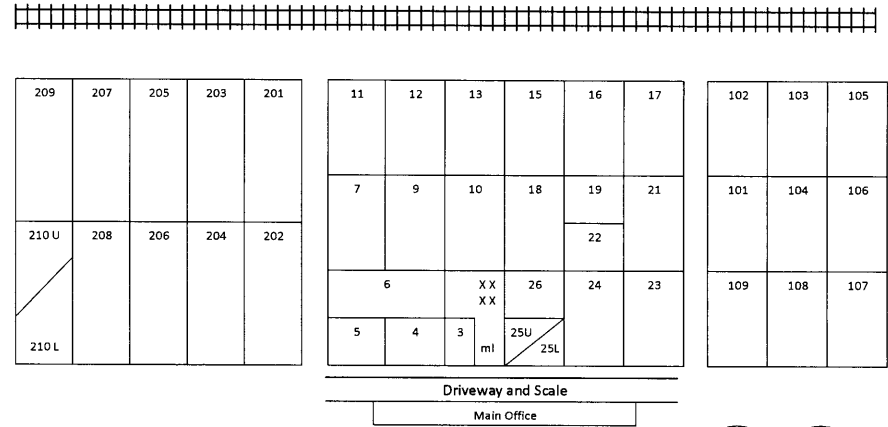 209 207 205 203 201 11 12 13 15 16 17 102 103 105
7 9 10 18 19 21 101 104 106
210 U 208 206 204 202 22
6 X X 26 24 23 109 108 107
X X
5 4 3 25U
210 L ml 25L
Driveway and Scale
Main Office